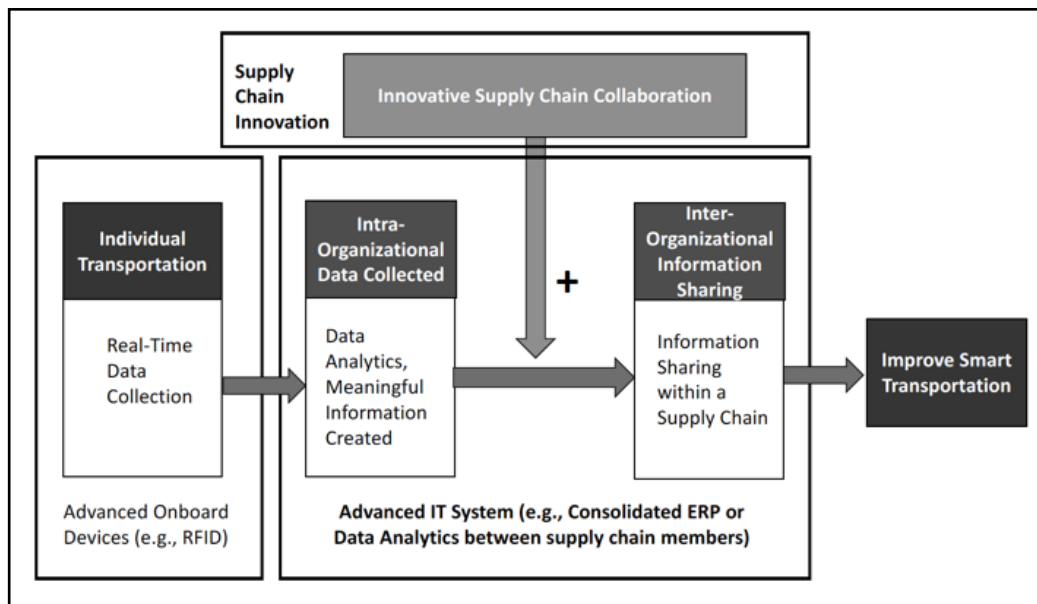 Supply
Chain
Innovation
Innovative Supply Chain Collaboration
Individual
Transportation
Real-Time
Data
Collection
Advanced Onboard
Devices (e.g., RFID)
Intra-
Organizational
Data Collected
Data
Analytics,
Meaningful
Information
Created
+
Inter-
Organizational
Information
Sharing
Information
Sharing
within a
Supply Chain
Advanced IT System (e.g., Consolidated ERP or
Data Analytics between supply chain members)
Improve Smart
Transportation